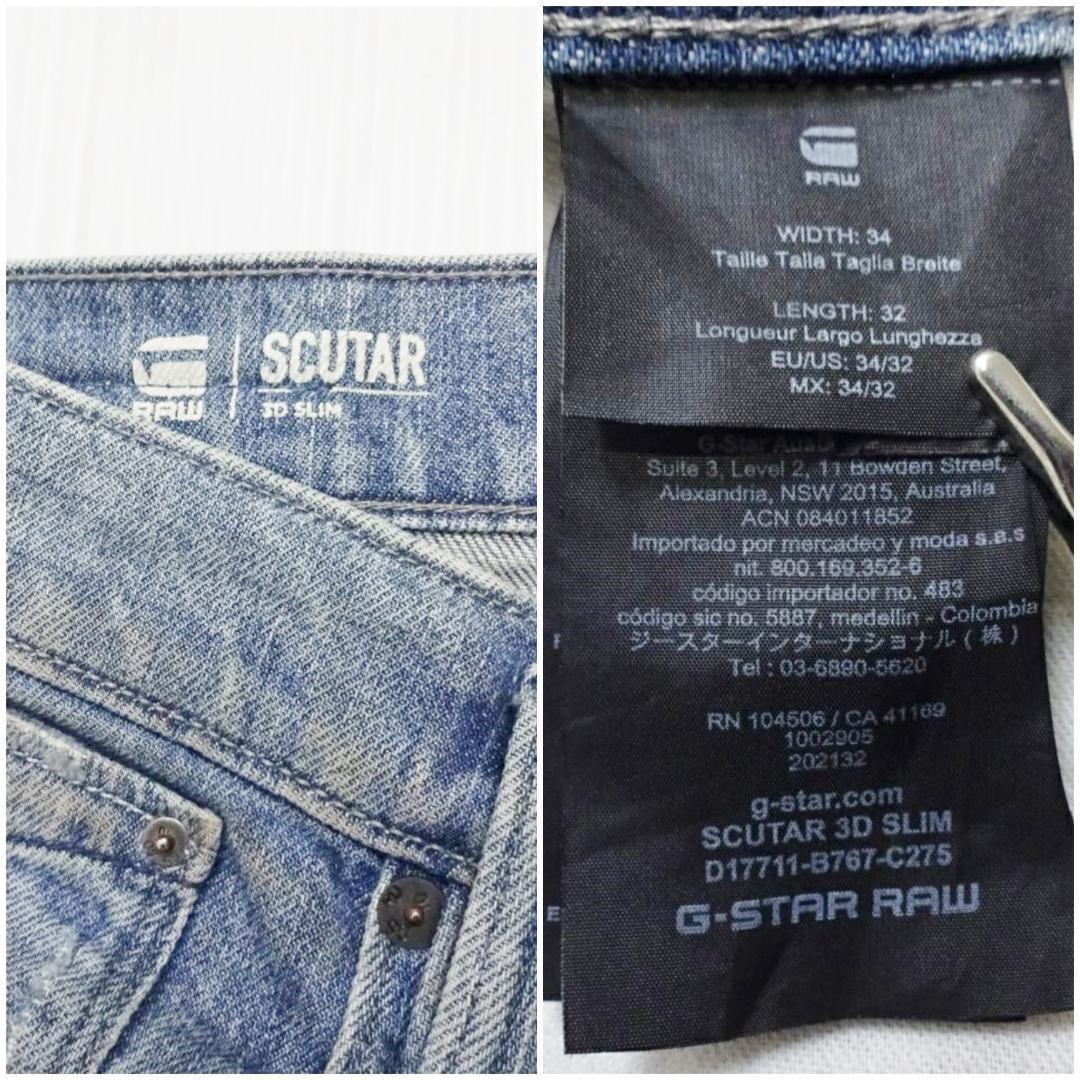 RAW
SCUTAR
3D SLIM
RAW
WIDTH: 34
Taille Talla Taglia Breite
LENGTH: 32
Longueur Largo Lunghezza
EU/US: 34/32
MX: 34/32
G-Star Aus
Suite 3, Level 2, 11 Bowden Street,
Alexandria, NSW 2015, Australia
ACN 084011852
Importado por mercadeo y moda s.a.s
nit. 800.169.352-6
código importador no. 483
código sic no. 5887, medellin - Colombia
ジースターインターナショナル(株)
Tel : 03-6890-5620
RN 104506 / CA 41169
1002905
202132
g-star.com
SCUTAR 3D SLIM
D17711-B767-C275
G-STAR RAW